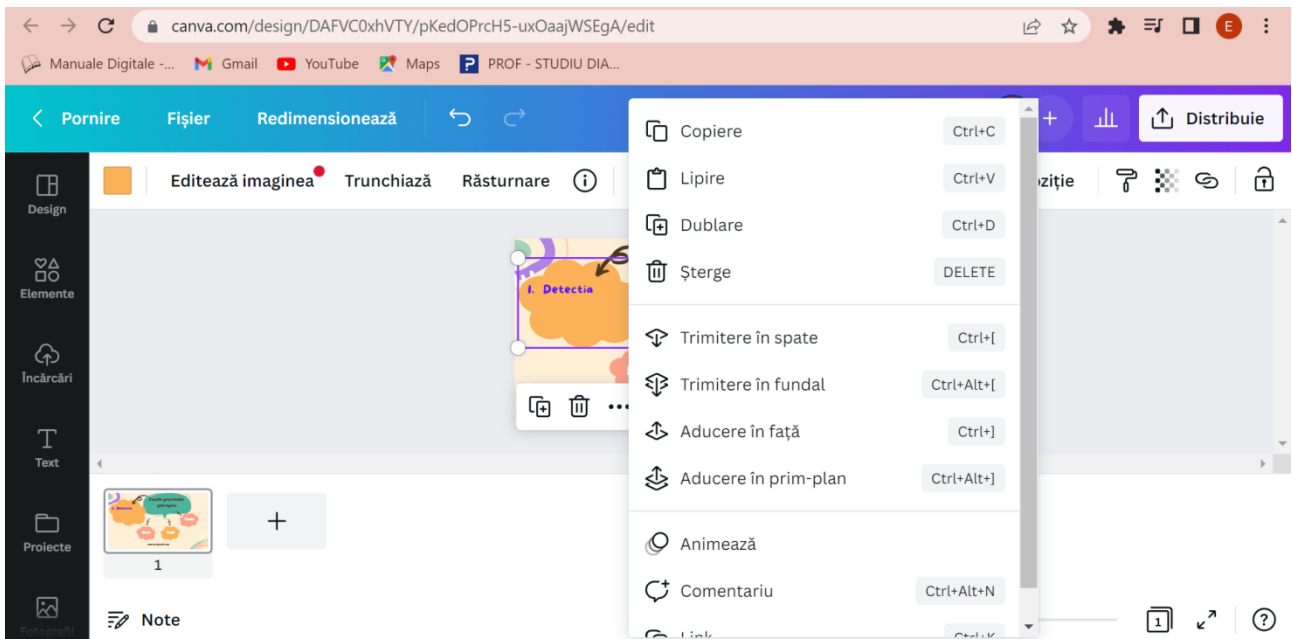 canva.com/design/DAFVC0xhVTY/pKedOPrcH5-uxOaajWSEgA/edit
E
Manuale Digitale -... Gmail YouTube Maps PROF - STUDIU DIA...
Pornire Fișier Redimensionează Distribuie
Editează imaginea Trunchiază Răsturnare ziție
Design
Elemente
Încărcări
Text
Proiecte
Fotografii
1. Detectia
Copiere Ctrl+C
Lipire Ctrl+V
Dublare Ctrl+D
Șterge DELETE
Trimitere în spate Ctrl+[
Trimitere în fundal Ctrl+Alt+[
Aducere în față Ctrl+]
Aducere în prim-plan Ctrl+Alt+]
Animează
Comentariu Ctrl+Alt+N
Link Ctrl+K
1
Note
1